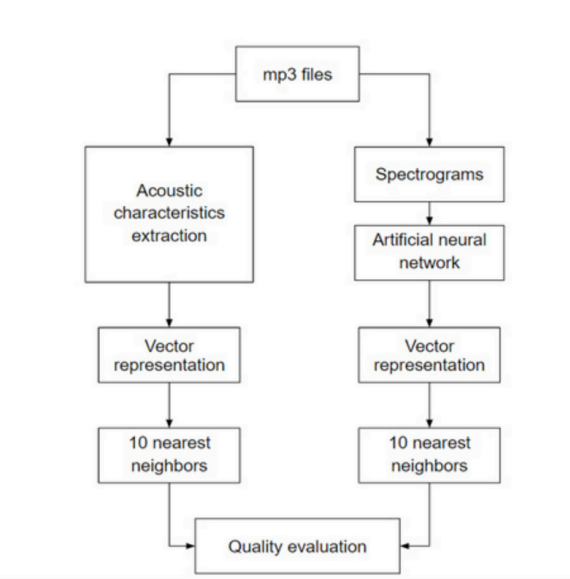 mp3 files
Acoustic
characteristics
extraction
Spectrograms
Artificial neural
network
Vector
representation
Vector
representation
10 nearest
neighbors
10 nearest
neighbors
Quality evaluation